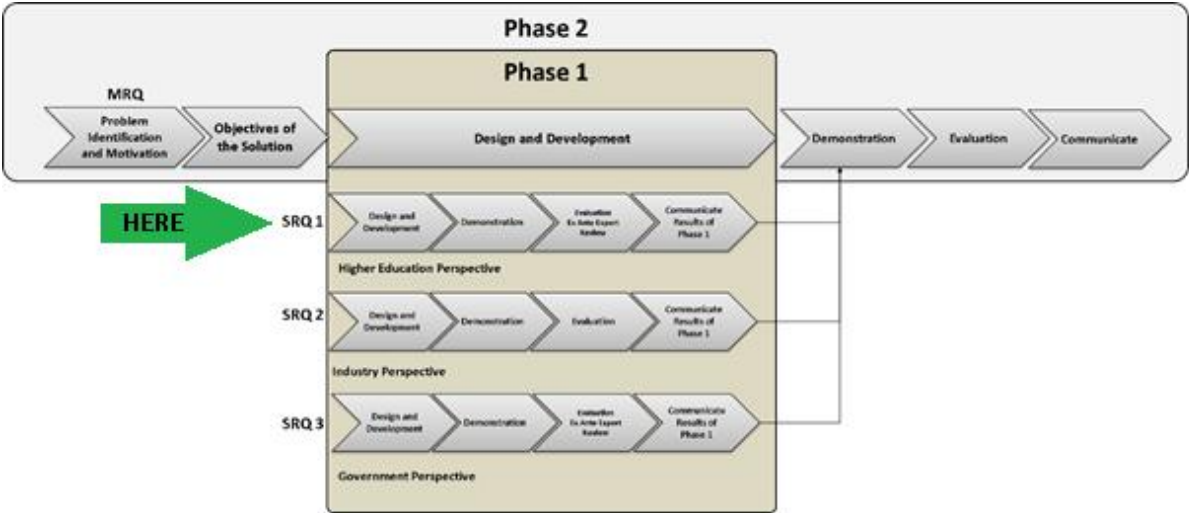 Phase 2
Phase 1
MRQ
Problem
Identification
and Motivation
Objectives of
the Solution
Design and Development
Demonstration
Evaluation
Communicate
HERE
SRQ 1
Design and
Development
Demonstration
Evaluation
Ex Ante Expert
Review
Communicate
Results of
Phase 1
Higher Education Perspective
SRQ 2
Design and
Development
Demonstration
Evaluation
Communicate
Results of
Phase 1
Industry Perspective
SRQ 3
Design and
Development
Demonstration
Evaluation
Ex Ante Expert
Review
Communicate
Results of
Phase 1
Government Perspective